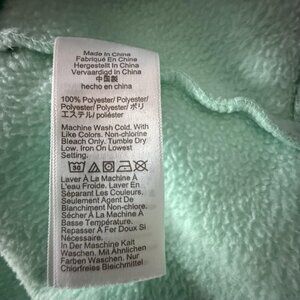 Made In China
Fabriqué En Chine
Hergestellt In China
Vervaardigd In China
中国製
hecho en china
100% Polyester/ Polyester/
Polyester/ Polyester/ ポリ
エステル/ poliéster
Machine Wash Cold. With
Like Colors. Non-chlorine
Bleach Only. Tumble Dry
Low. Iron On Lowest
Setting.
30
Laver À La Machine À
L'eau Froide. Laver En
Séparant Les Couleurs.
Seulement Agent De
Blanchiment Non-chlore.
Sécher À La Machine À
Basse Température.
Repasser À Fer Doux Si
Nécessaire.
In Der Maschine Kalt
Waschen. Mit Ähnlichen
Farben Waschen. Nur
Chlorfreies Bleichmittel